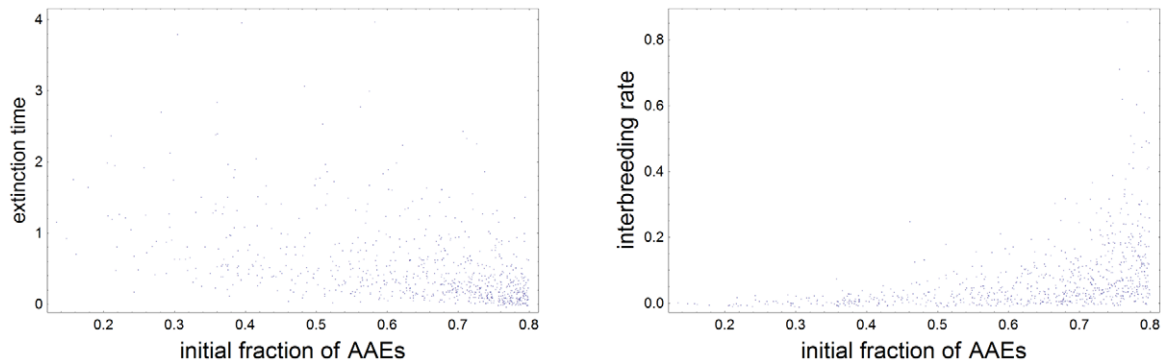 extinction time
4
3
2
1
0
0.2 0.3 0.4 0.5 0.6 0.7 0.8
initial fraction of AAEs
interbreeding rate
0.8
0.6
0.4
0.2
0.0
0.2 0.3 0.4 0.5 0.6 0.7 0.8
initial fraction of AAEs